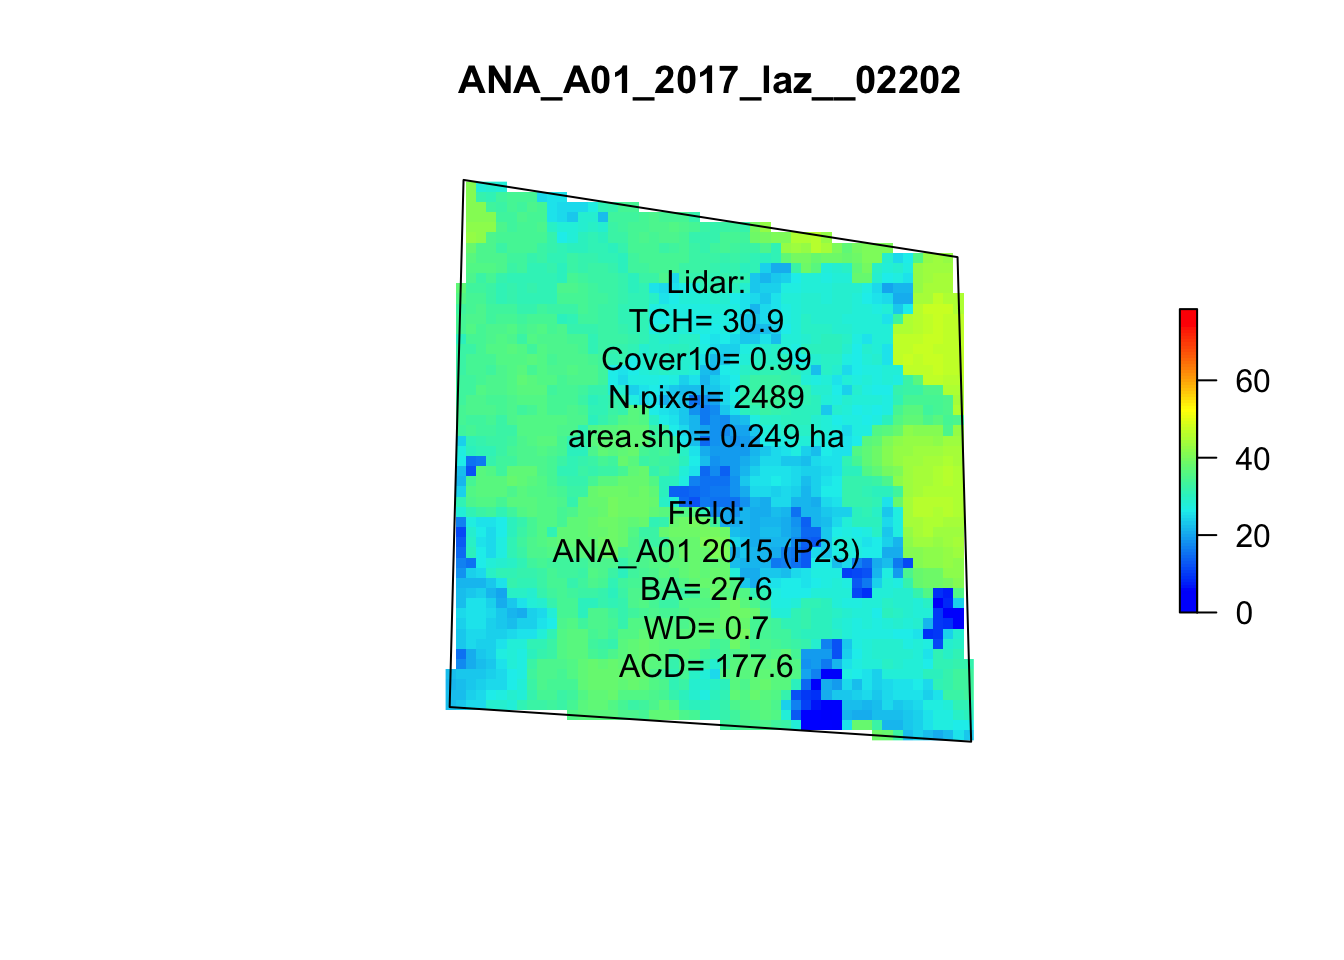 ANA_A01_2017_laz__02202
Lidar:
TCH= 30.9
Cover10= 0.99
N.pixel= 2489
area.shp= 0.249 ha
Field:
ANA_A01 2015 (P23)
BA= 27.6
WD= 0.7
ACD= 177.6
60
40
20
0